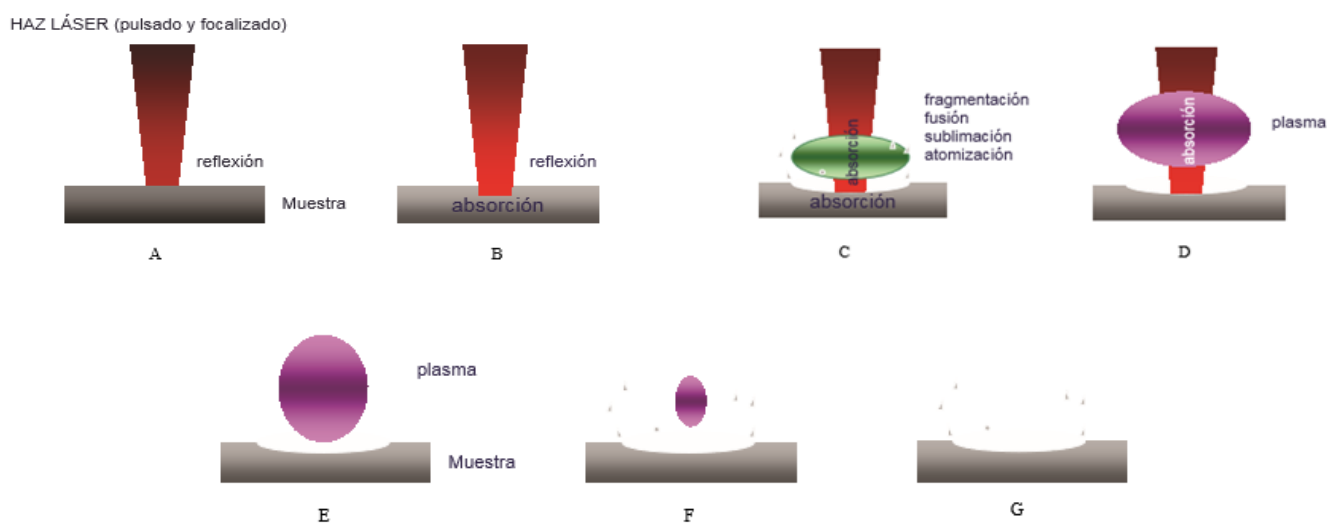 HAZ LÁSER (pulsado y focalizado)
reflexión
Muestra
A
reflexión
absorción
B
fragmentación
fusión
sublimación
atomización
absorción
absorción
C
absorción
plasma
D
plasma
Muestra
E
F
G